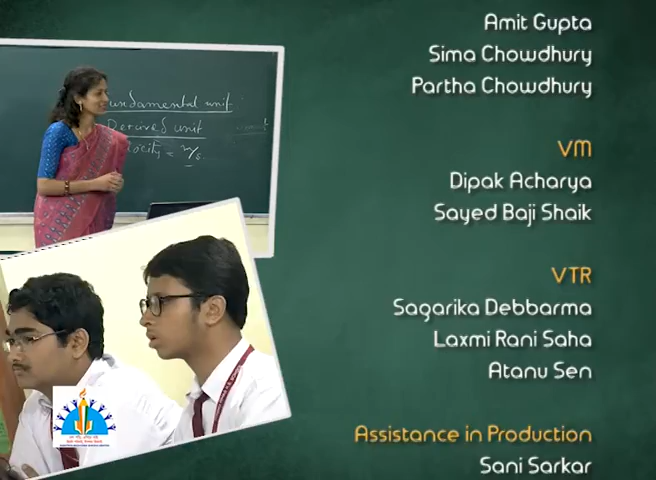 Amit Gupta
Sima Chowdhury
Partha Chowdhury
VM
Dipak Acharya
Sayed Baji Shaik
VTR
Sagarika Debbarma
Laxmi Rani Saha
Atanu Sen
Assistance in Production
Sani Sarkar
Fundamental unit
Derived unit